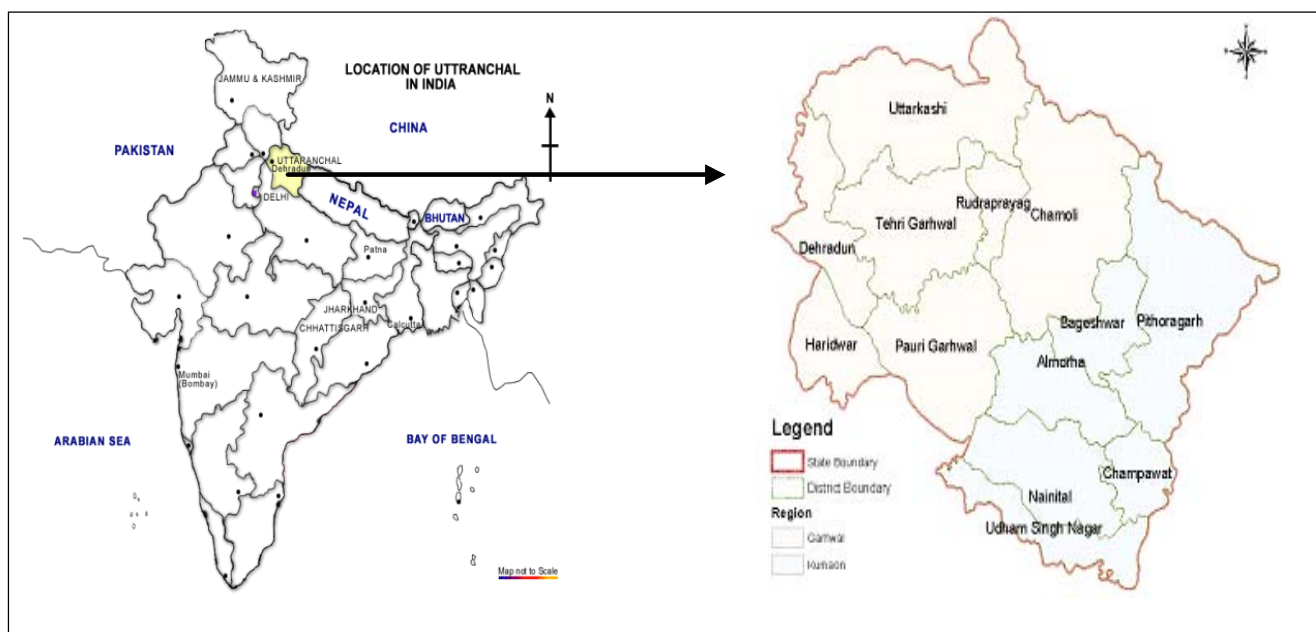 LOCATION OF UTTRANCHAL
IN INDIA
JAMMU & KASHMIR
N
CHINA
PAKISTAN
UTTARANCHAL
Dehradun
DELHI
NEPAL
BHUTAN
Patna
JHARKHAND
CHHATTISGARH
Calcutta
Mumbai
(Bombay)
ARABIAN SEA
BAY OF BENGAL
Map not to Scale
Uttarkashi
Rudraprayag
Chamoli
Tehri Garhwal
Dehradun
Bageshwar
Pithoragarh
Haridwar
Pauri Garhwal
Almorha
Champawat
Nainital
Udham Singh Nagar
Legend
State Boundary
District Boundary
Region
Garhwal
Kumaon